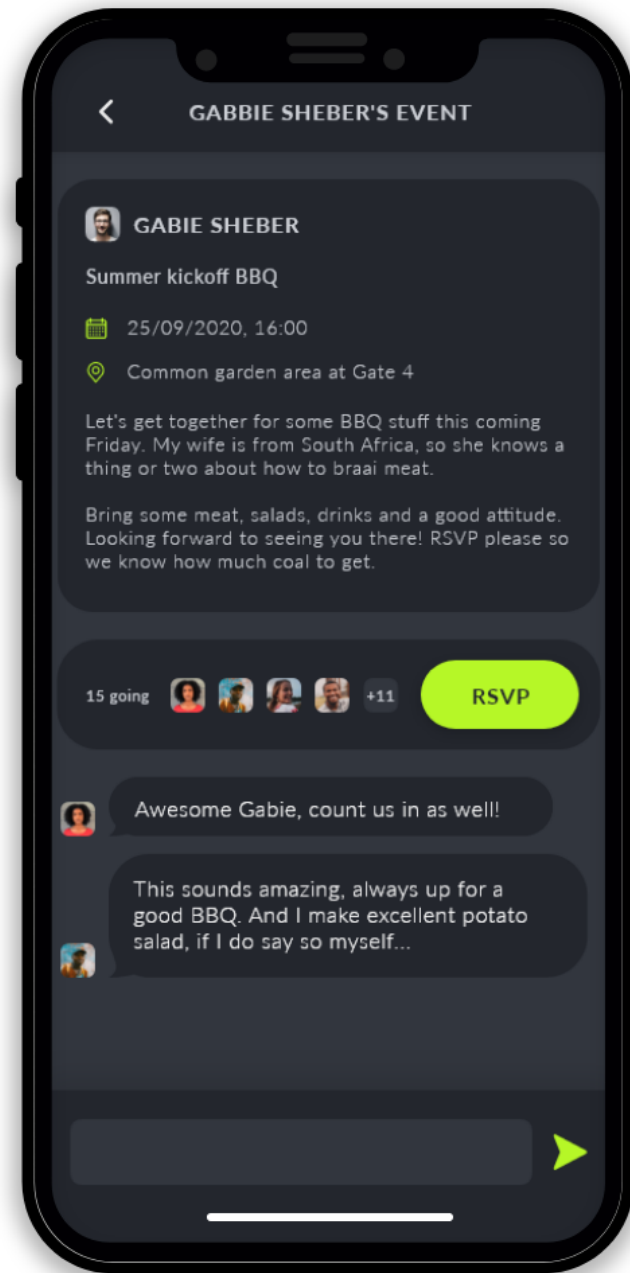 GABBIE SHEBER'S EVENT
GABIE SHEBER
Summer kickoff BBQ
25/09/2020, 16:00
Common garden area at Gate 4
Let's get together for some BBQ stuff this coming
Friday. My wife is from South Africa, so she knows a
thing or two about how to braai meat.
Bring some meat, salads, drinks and a good attitude.
Looking forward to seeing you there! RSVP please so
we know how much coal to get.
15 going +11 RSVP
Awesome Gabie, count us in as well!
This sounds amazing, always up for a
good BBQ. And I make excellent potato
salad, if I do say so myself...